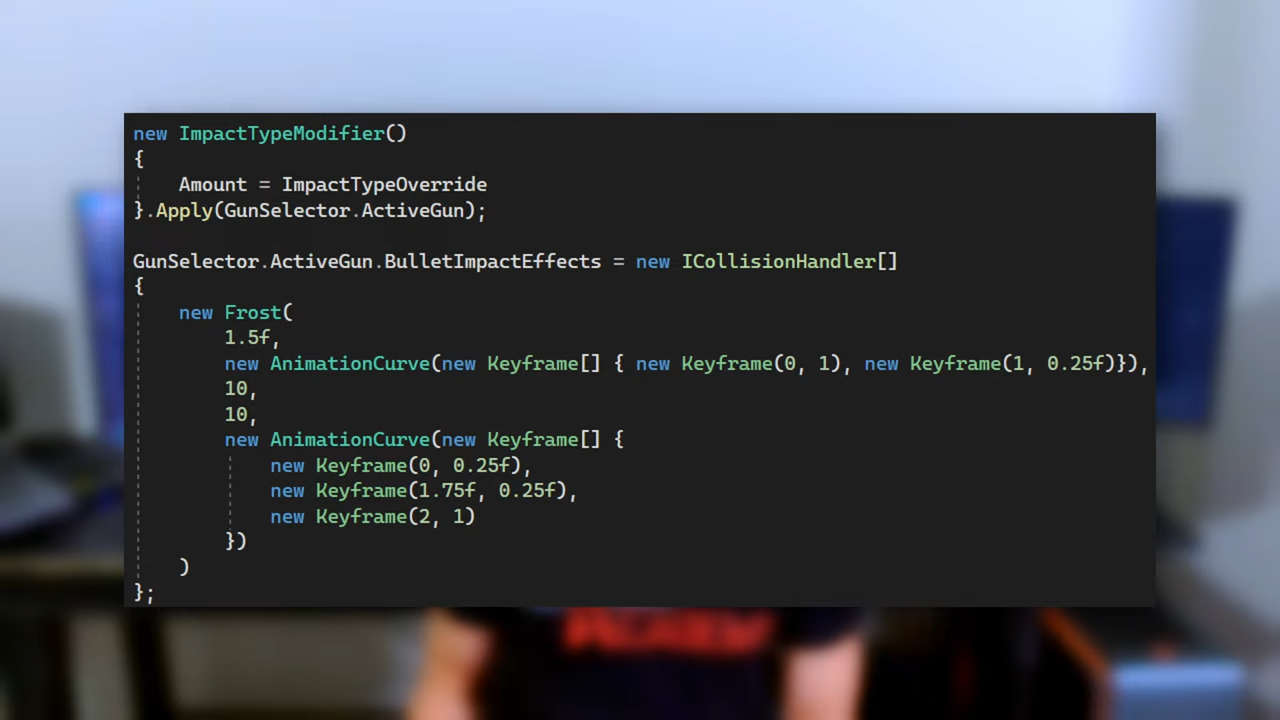 new ImpactTypeModifier()
{
    Amount = ImpactTypeOverride
}.Apply(GunSelector.ActiveGun);

GunSelector.ActiveGun.BulletImpactEffects = new ICollisionHandler[]
{
    new Frost(
        1.5f,
        new AnimationCurve(new Keyframe[] { new Keyframe(0, 1), new Keyframe(1, 0.25f)}),
        10,
        10,
        new AnimationCurve(new Keyframe[] {
            new Keyframe(0, 0.25f),
            new Keyframe(1.75f, 0.25f),
            new Keyframe(2, 1)
        })
    )
};